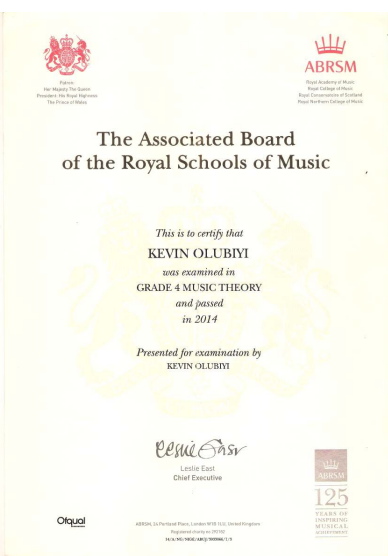 Patron
Her Majesty The Queen
President: His Royal Highness
The Prince of Wales
ABRSM
Royal Academy of Music
Royal College of Music
Royal Conservatoire of Scotland
Royal Northern College of Music
The Associated Board
of the Royal Schools of Music
This is to certify that
KEVIN OLUBIYI
was examined in
GRADE 4 MUSIC THEORY
and passed
in 2014
Presented for examination by
KEVIN OLUBIYI
Leslie East
Leslie East
Chief Executive
ABRSM
125
YEARS OF
INSPIRING
MUSICAL
ACHIEVEMENT
Ofqual
ABRSM, 24 Portland Place, London W1B 1LU, United Kingdom
Registered charity no 292182